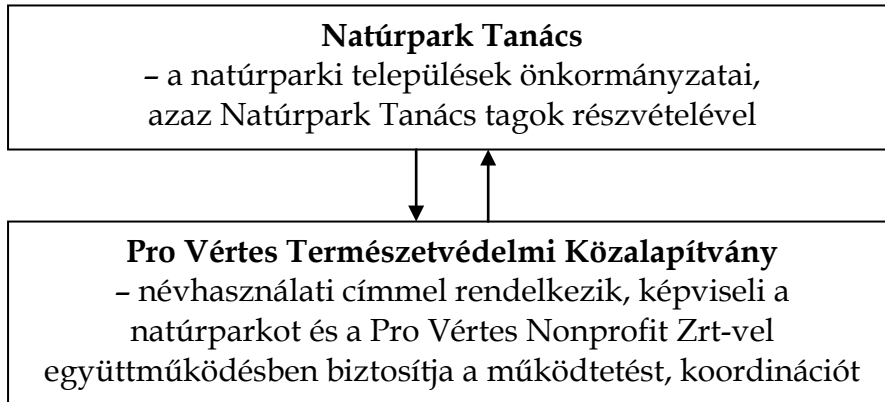 Natúrpark Tanács
– a natúrparki települések önkormányzatai,
azaz Natúrpark Tanács tagok részvételével
Pro Vértes Természetvédelmi Közalapítvány
– névhasználati címmel rendelkezik, képviseli a
natúrparkot és a Pro Vértes Nonprofit Zrt-vel
együttműködésben biztosítja a működtetést, koordinációt